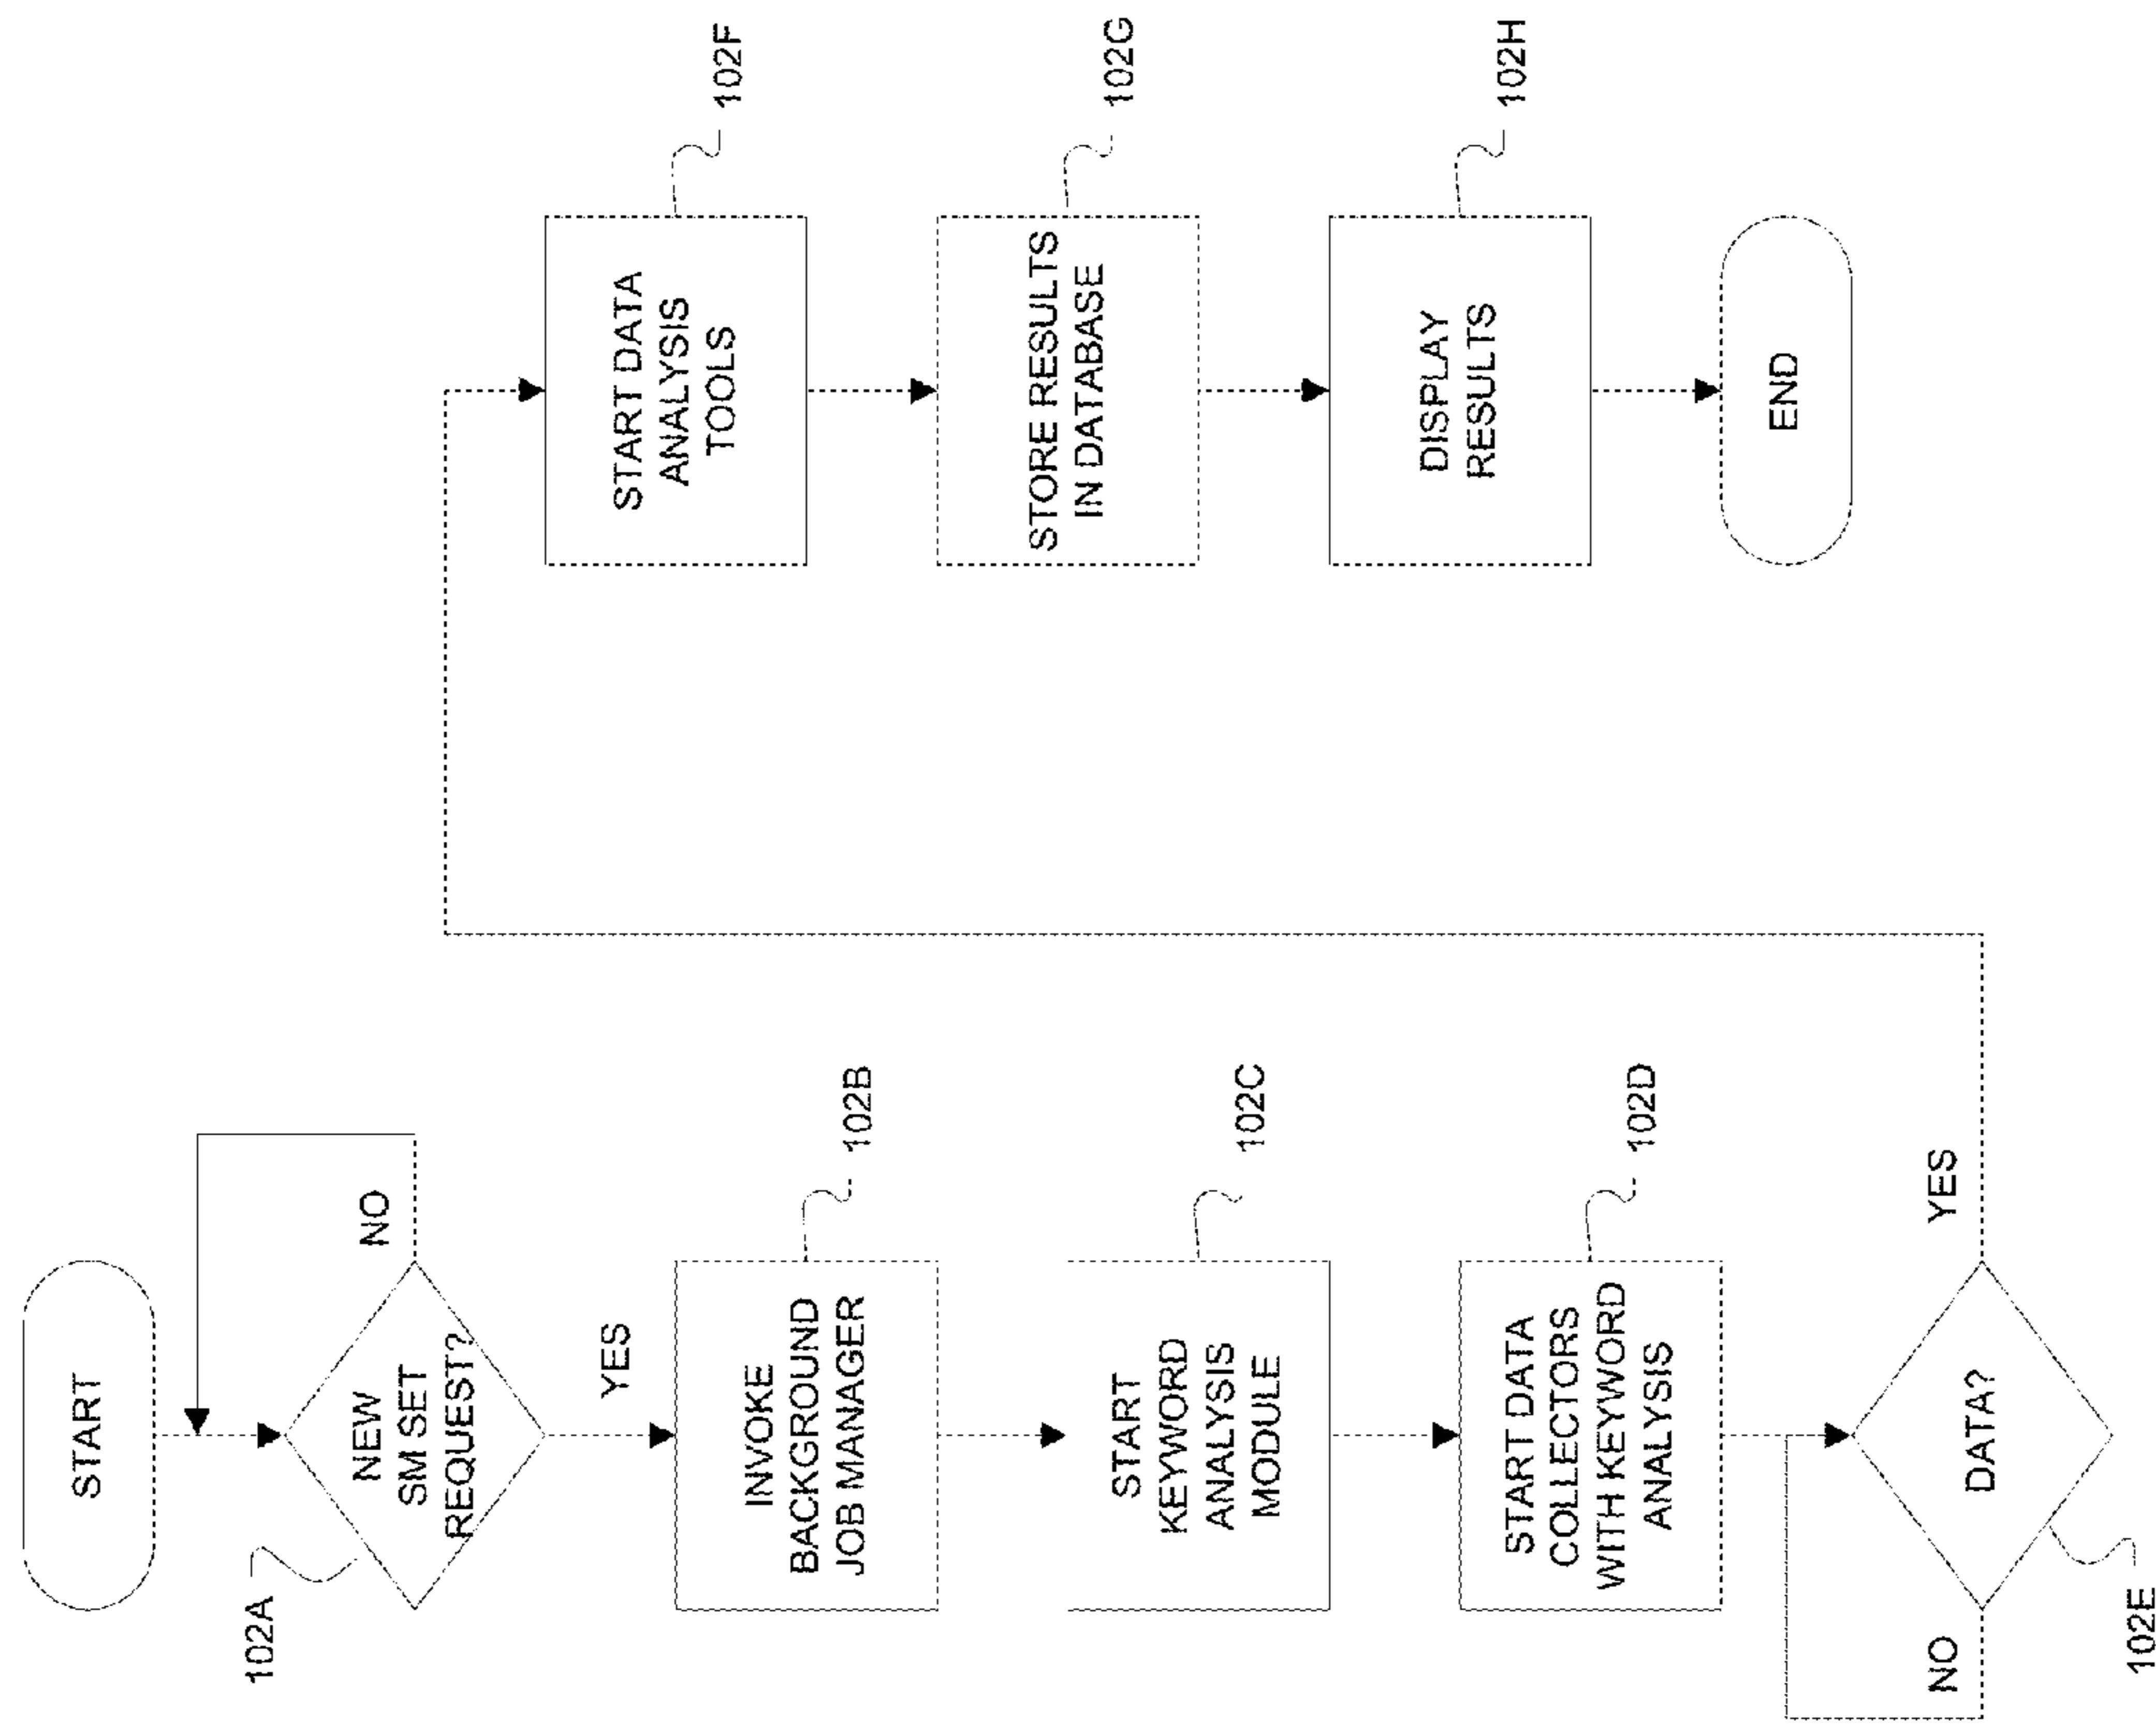 START
102A
NEW
SM SET
REQUEST?
NO
YES
INVOKE
BACKGROUND
JOB MANAGER
102B
START
KEYWORD
ANALYSIS
MODULE
102C
START DATA
COLLECTORS
WITH KEYWORD
ANALYSIS
102D
DATA?
NO
YES
102E
START DATA
ANALYSIS
TOOLS
102F
STORE RESULTS
IN DATABASE
102G
DISPLAY
RESULTS
102H
END